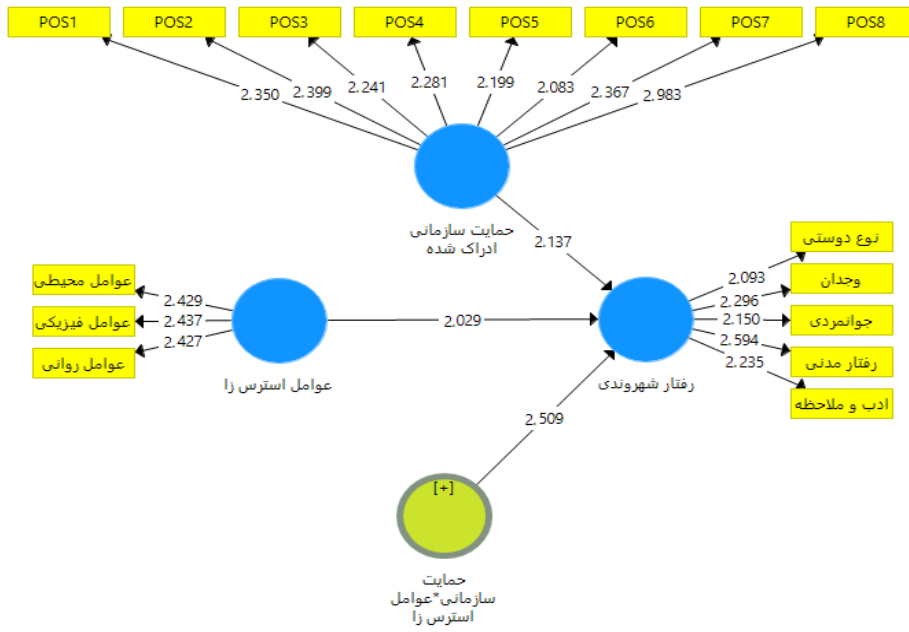 POS1 POS2 POS3 POS4 POS5 POS6 POS7 POS8
2.350 2.399 2.241 2.281 2.199 2.083 2.367 2.983
حمایت سازمانی
ادراک شده
2.137
نوع دوستی
وجدان
جوانمردی
رفتار مدنی
ادب و ملاحظه
2.093
2.296
2.150
2.594
2.235
رفتار شهروندی
عوامل محیطی
عوامل فیزیکی
عوامل روانی
2.429
2.437
2.427
عوامل استرس زا
2.029
2.509
[+]
حمایت
سازمانی*عوامل
استرس زا